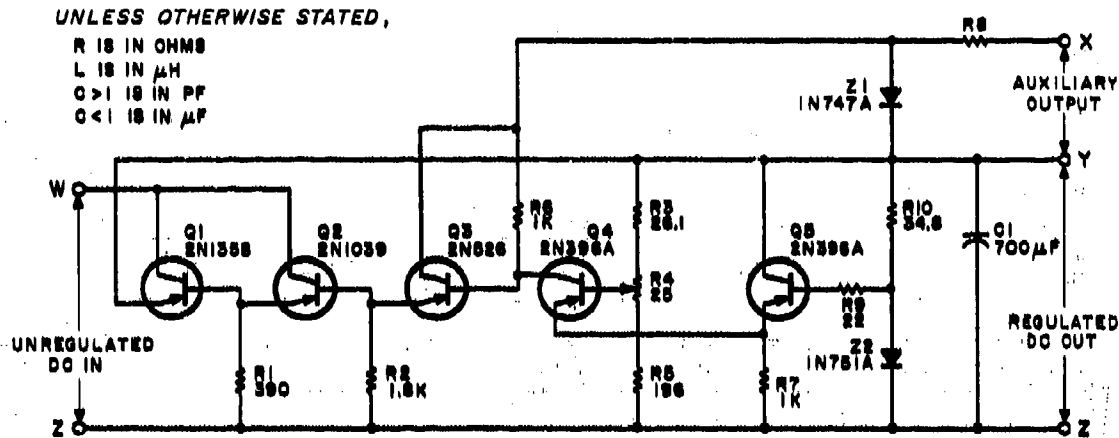 UNLESS OTHERWISE STATED,
R IS IN OHMS
L IS IN μH
C>1 IS IN PF
C<1 IS IN μF
R8
X
AUXILIARY
OUTPUT
Z1
1N747A
Y
W
Q1
2N1358
Q2
2N1039
Q3
2N526
R6
1K
Q4
2N396A
R3
26.1
R4
25
Q5
2N396A
R10
34.8
C1
700μF
R9
22
UNREGULATED
DC IN
R1
390
R2
1.8K
R5
196
R7
1K
Z2
1N751A
REGULATED
DC OUT
Z
Z